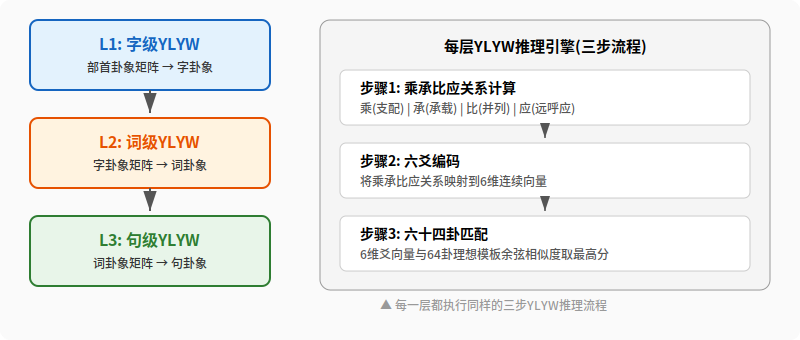 L1: 字级YLYW
部首卦象矩阵 → 字卦象
L2: 词级YLYW
字卦象矩阵 → 词卦象
L3: 句级YLYW
词卦象矩阵 → 句卦象
每层YLYW推理引擎(三步流程)
步骤1: 乘承比应关系计算
乘(支配) | 承(承载) | 比(并列) | 应(远呼应)
步骤2: 六爻编码
将乘承比应关系映射到6维连续向量
步骤3: 六十四卦匹配
6维爻向量与64卦理想模板余弦相似度取最高分
▲ 每一层都执行同样的三步YLYW推理流程